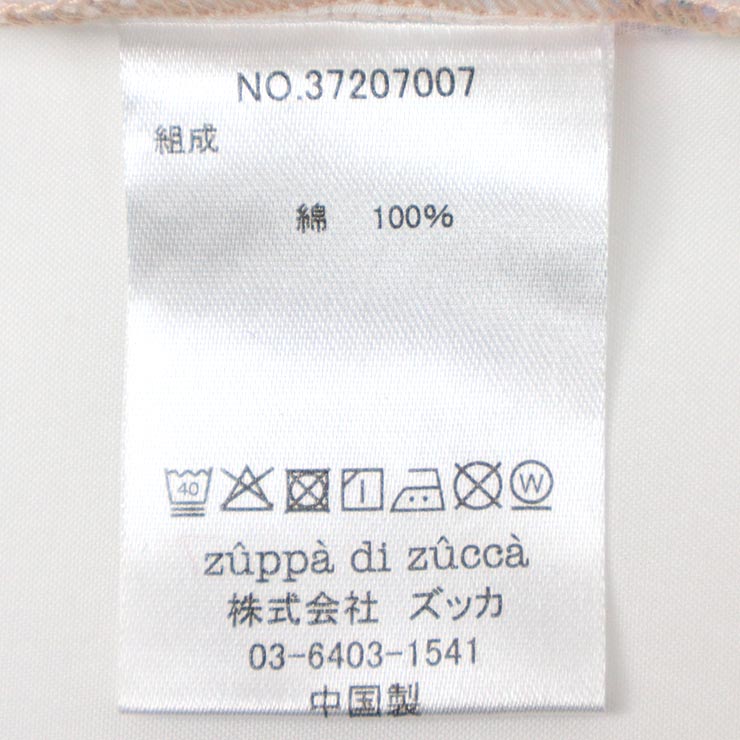 NO.37207007
組成
綿 100%
40 W
zûppà di zûccà
株式会社 ズッカ
03-6403-1541
中国製